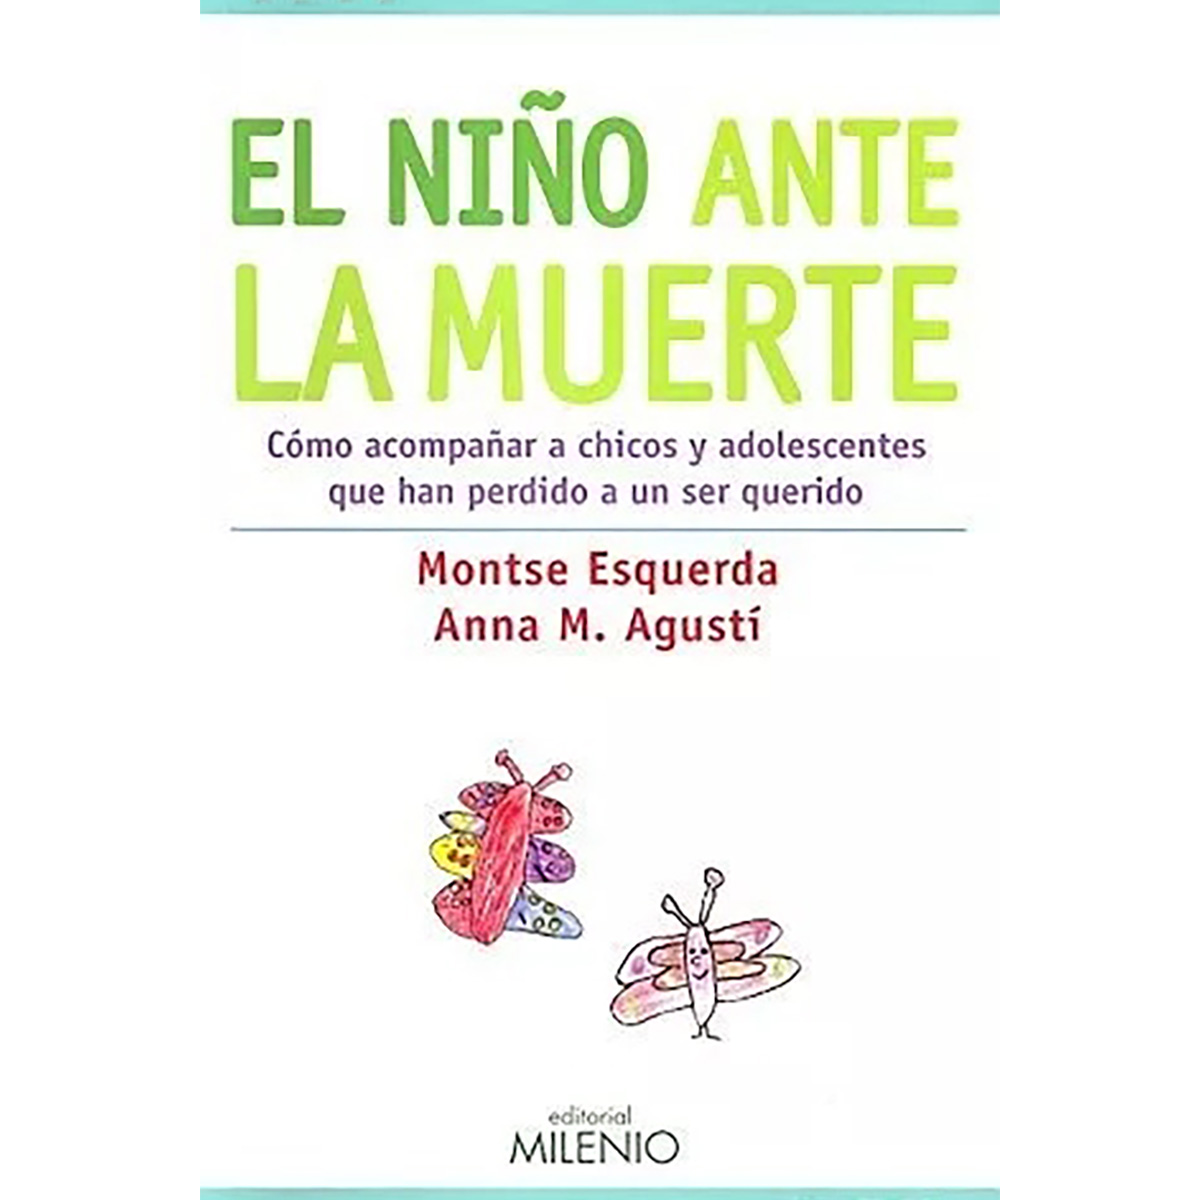 EL NIÑO ANTE
LA MUERTE
Cómo acompañar a chicos y adolescentes
que han perdido a un ser querido
Montse Esquerda
Anna M. Agustí
editorial
MILENIO